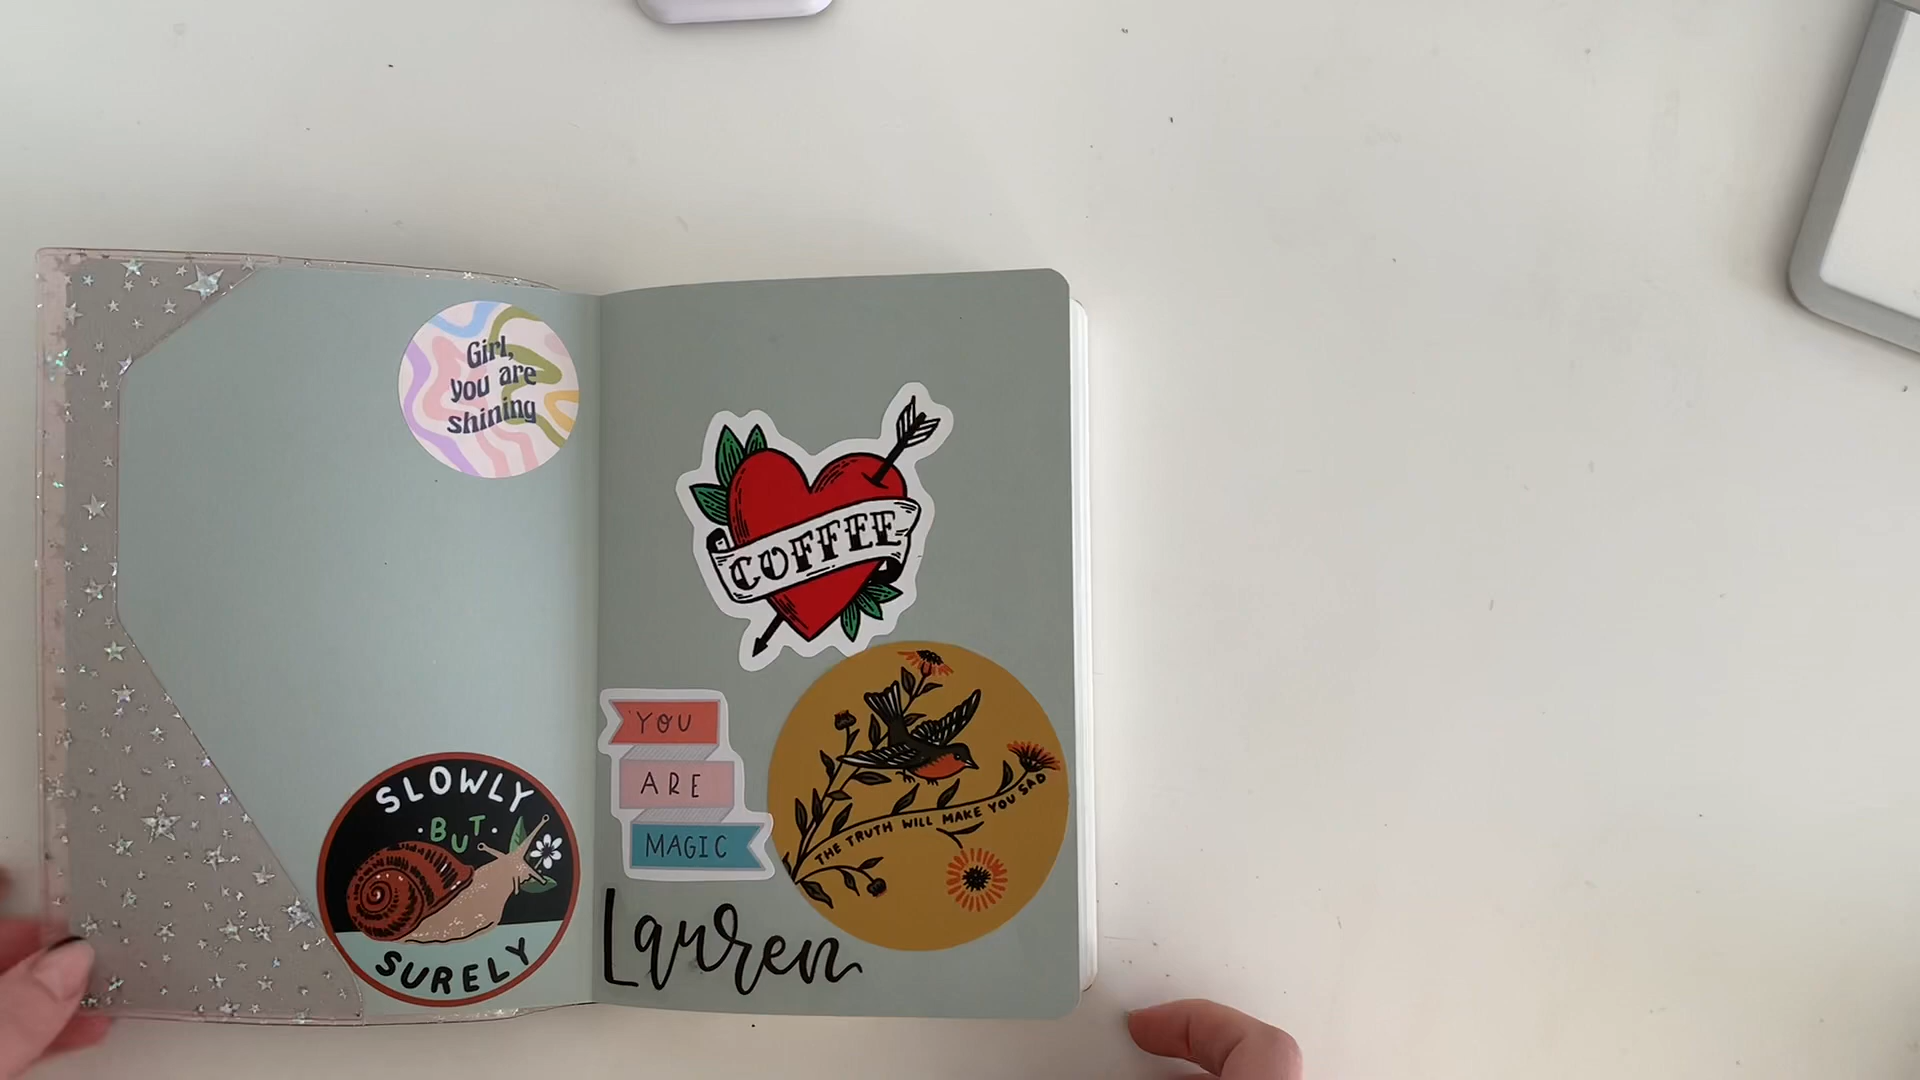 Girl,
you are
shining
SLOWLY
·BUT·
SURELY
COFFEE
YOU
ARE
MAGIC
THE TRUTH WILL MAKE YOU SAD
Lauren